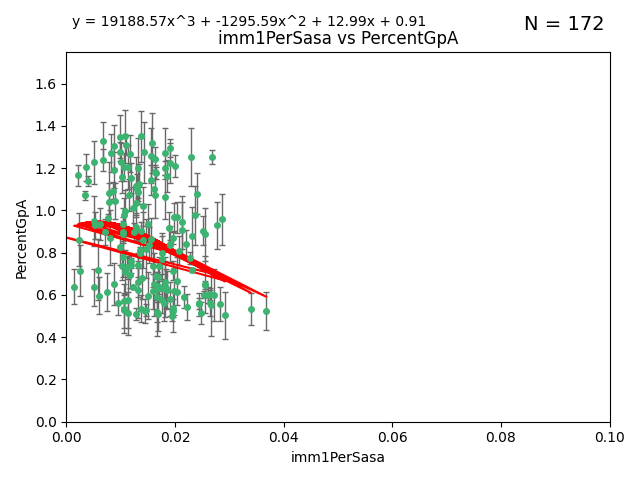 y = 19188.57x^3 + -1295.59x^2 + 12.99x + 0.91
N = 172
imm1PerSasa vs PercentGpA
PercentGpA
1.6
1.4
1.2
1.0
0.8
0.6
0.4
0.2
0.0
0.00 0.02 0.04 0.06 0.08 0.10
imm1PerSasa